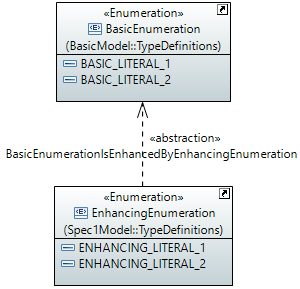 «Enumeration»
BasicEnumeration
(BasicModel::TypeDefinitions)
BASIC_LITERAL_1
BASIC_LITERAL_2
«abstraction»
BasicEnumerationIsEnhancedByEnhancingEnumeration
«Enumeration»
EnhancingEnumeration
(Spec1Model::TypeDefinitions)
ENHANCING_LITERAL_1
ENHANCING_LITERAL_2